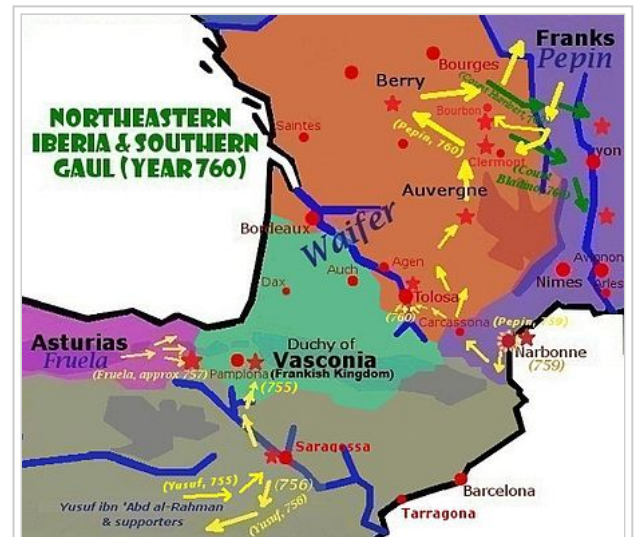 Franks
Pepin
Bourges
Berry
NORTHEASTERN
IBERIA & SOUTHERN
GAUL (YEAR 760)
Bourbon
Saintes
(Pepin, 760)
Lyon
Clermont
Auvergne
Bordeaux
Waifer
Agen
Auch
Dax
Tolosa
Nimes
Arles
(760)
Carcassona
(Pepin, 759)
Asturias
Fruela
Duchy of
Vasconia
(Frankish Kingdom)
Narbonne
(759)
(Fruela, approx 757)
Pamplona
(755)
Saragossa
(Yusuf, 755)
(756)
(Yusuf, 756)
Barcelona
Yusuf ibn 'Abd al-Rahman
& supporters
Tarragona